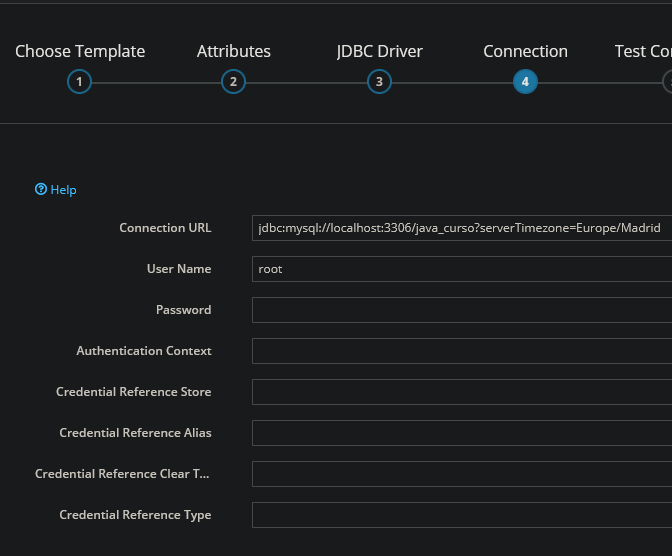 Choose Template Attributes JDBC Driver Connection Test Co
1 2 3 4
Help
Connection URL jdbc:mysql://localhost:3306/java_curso?serverTimezone=Europe/Madrid
User Name root
Password
Authentication Context
Credential Reference Store
Credential Reference Alias
Credential Reference Clear T...
Credential Reference Type